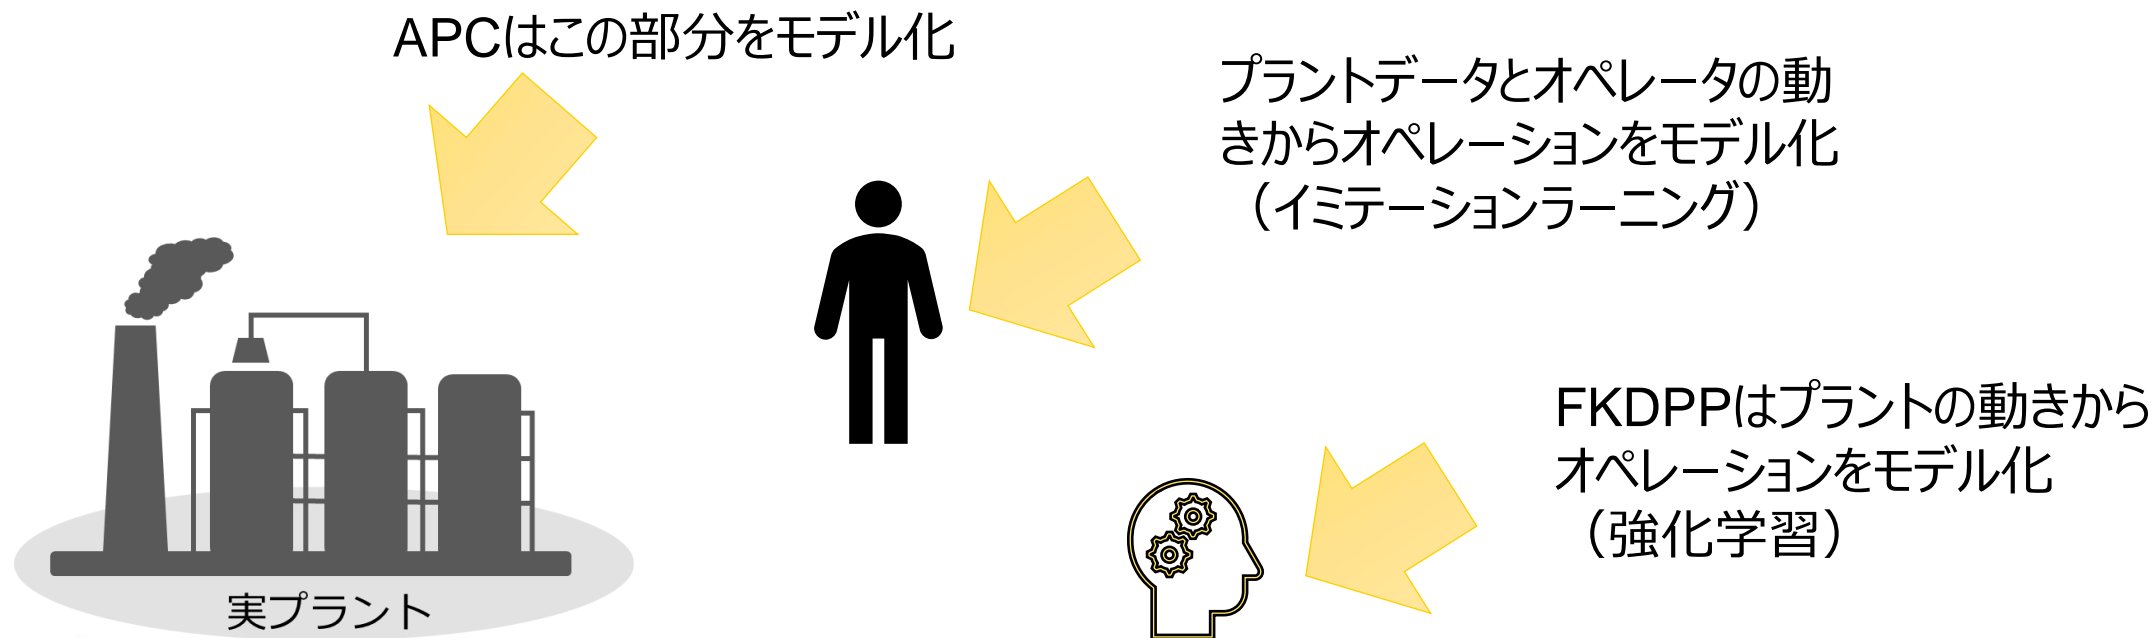 APCはこの部分をモデル化
プラントデータとオペレータの動
きからオペレーションをモデル化
（イミテーションラーニング）
FKDPPはプラントの動きから
オペレーションをモデル化
（強化学習）
実プラント